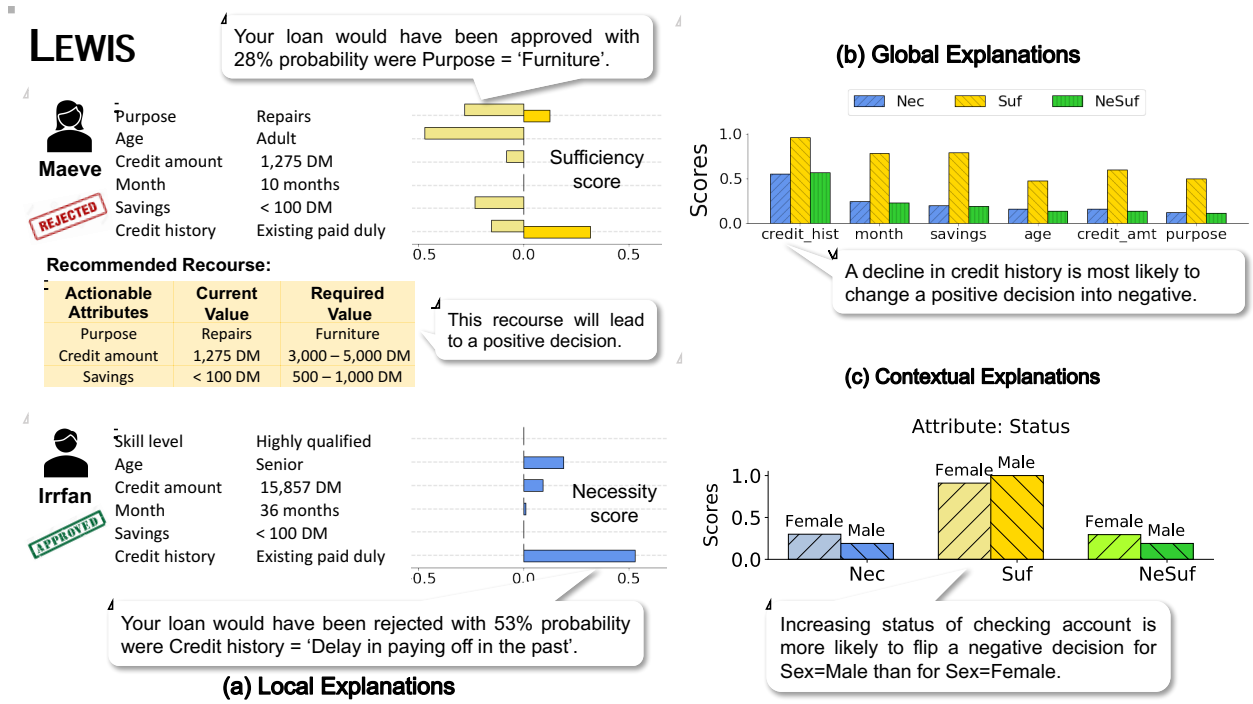 LEWIS
Your loan would have been approved with
28% probability were Purpose = ‘Furniture’.
Maeve
REJECTED
Purpose Repairs
Age Adult
Credit amount 1,275 DM
Month 10 months
Savings < 100 DM
Credit history Existing paid duly
Sufficiency
score
0.5 0.0 0.5
Recommended Recourse:
Actionable
Attributes
Current
Value
Required
Value
Purpose Repairs Furniture
Credit amount 1,275 DM 3,000 – 5,000 DM
Savings < 100 DM 500 – 1,000 DM
This recourse will lead
to a positive decision.
Irrfan
APPROVED
Skill level Highly qualified
Age Senior
Credit amount 15,857 DM
Month 36 months
Savings < 100 DM
Credit history Existing paid duly
Necessity
score
0.5 0.0 0.5
Your loan would have been rejected with 53% probability
were Credit history = ‘Delay in paying off in the past’.
(a) Local Explanations
(b) Global Explanations
Nec Suf NeSuf
Scores
1.0
0.5
0.0
credit_hist month savings age credit_amt purpose
A decline in credit history is most likely to
change a positive decision into negative.
(c) Contextual Explanations
Attribute: Status
Scores
1.0
0.5
0.0
Female Male
Female Male
Female Male
Nec Suf NeSuf
Increasing status of checking account is
more likely to flip a negative decision for
Sex=Male than for Sex=Female.